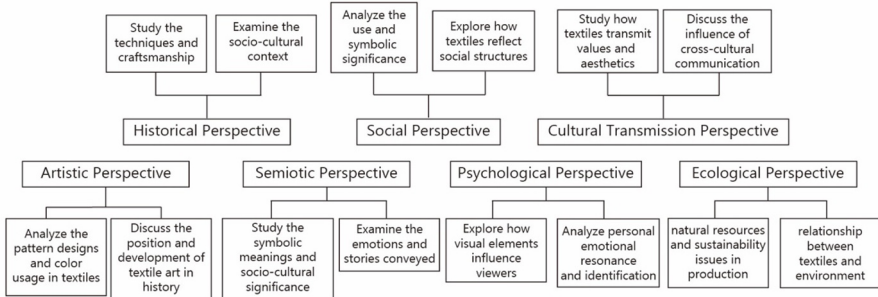 Study the
techniques and
craftsmanship
Examine the
socio-cultural
context
Analyze the
use and
symbolic
significance
Explore how
textiles reflect
social structures
Study how
textiles transmit
values and
aesthetics
Discuss the
influence of
cross-cultural
communication
Historical Perspective
Social Perspective
Cultural Transmission Perspective
Artistic Perspective
Semiotic Perspective
Psychological Perspective
Ecological Perspective
Analyze the
pattern designs
and color
usage in textiles
Discuss the
position and
development of
textile art in
history
Study the
symbolic
meanings and
socio-cultural
significance
Examine the
emotions and
stories conveyed
Explore how
visual elements
influence
viewers
Analyze personal
emotional
resonance
and identification
natural resources
and sustainability
issues in
production
relationship
between
textiles and
environment